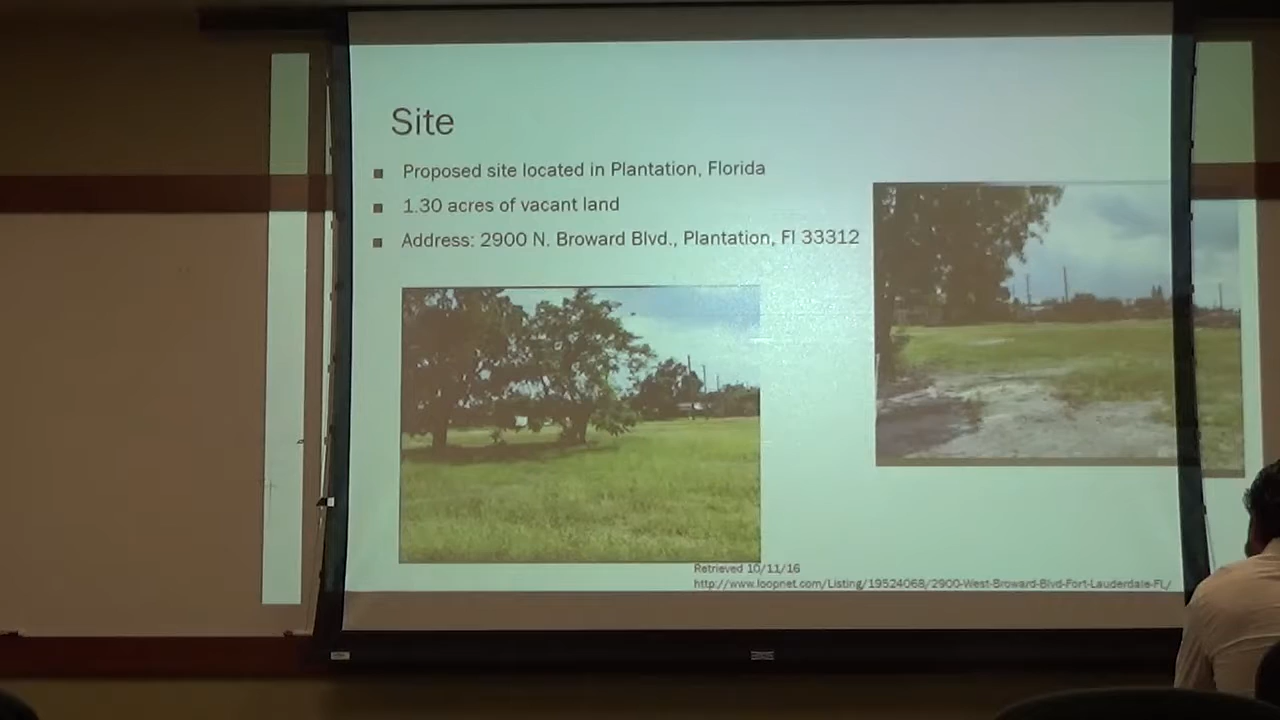 Site
Proposed site located in Plantation, Florida
1.30 acres of vacant land
Address: 2900 N. Broward Blvd., Plantation, Fl 33312
Retrieved 10/11/16
http://www.loopnet.com/Listing/19524068/2900-West-Broward-Blvd-Fort-Lauderdale-FL/